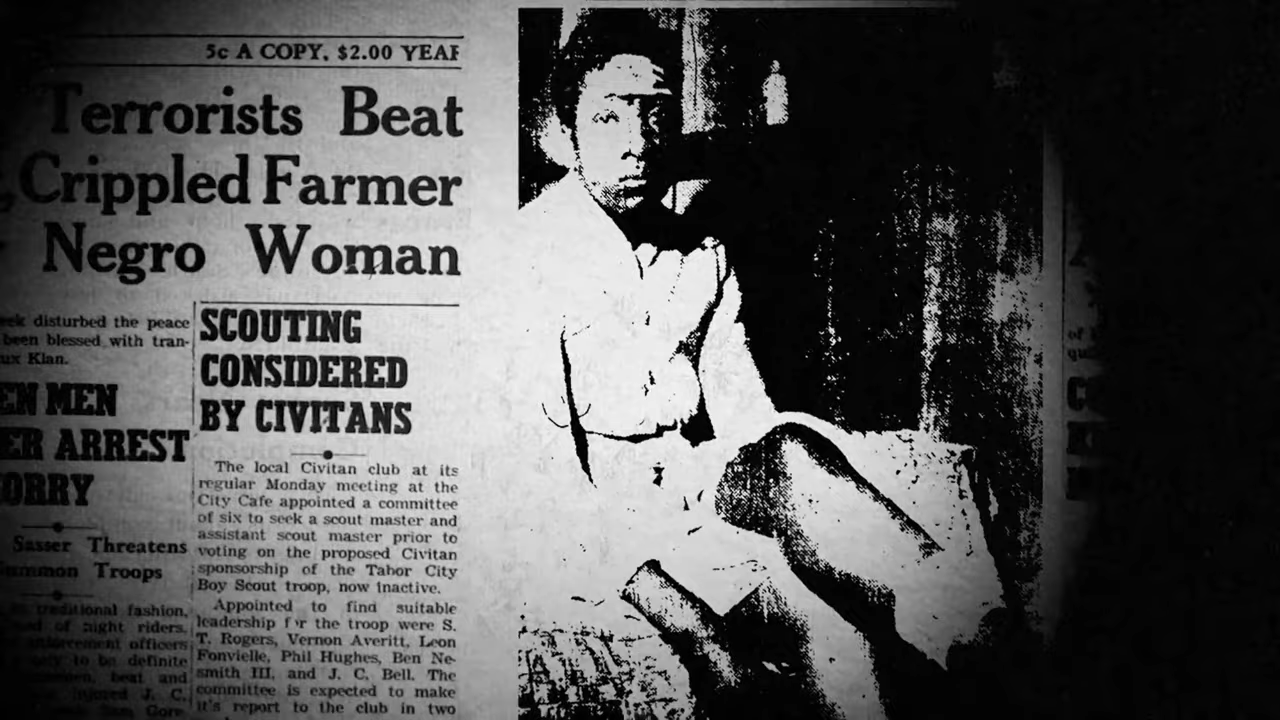 5c A COPY, $2.00 YEAR
Terrorists Beat
Crippled Farmer
Negro Woman
disturbed the peace
been blessed with tran-
ux Klan.
EN MEN
ER ARREST
ORRY
Sasser Threatens
Summon Troops
traditional fashion,
of night riders,
enforcement officers
to be definite
beat and
injured J. C.
SCOUTING
CONSIDERED
BY CIVITANS
The local Civitan club at its
regular Monday meeting at the
City Cafe appointed a committee
of six to seek a scout master and
assistant scout master prior to
voting on the proposed Civitan
sponsorship of the Tabor City
Boy Scout troop, now inactive.
Appointed to find suitable
leadership f r the troop were S.
T. Rogers, Vernon Averitt, Leon
Fonvielle, Phil Hughes, Ben Ne-
smith III, and J. C. Bell. The
committee is expected to make
it's report to the club in two